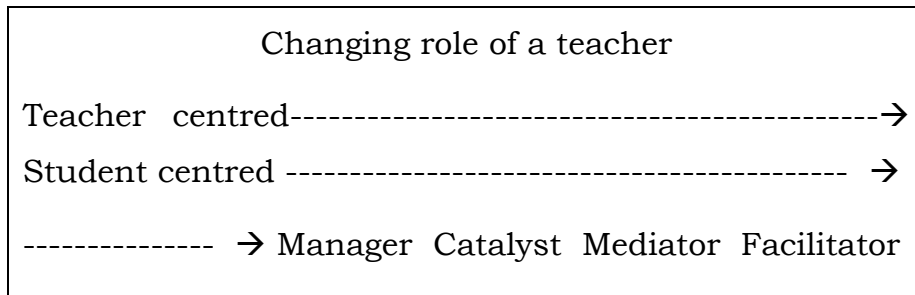 Changing role of a teacher
Teacher centred----------------------------------------------→
Student centred -------------------------------------------- →
--------------- → Manager Catalyst Mediator Facilitator